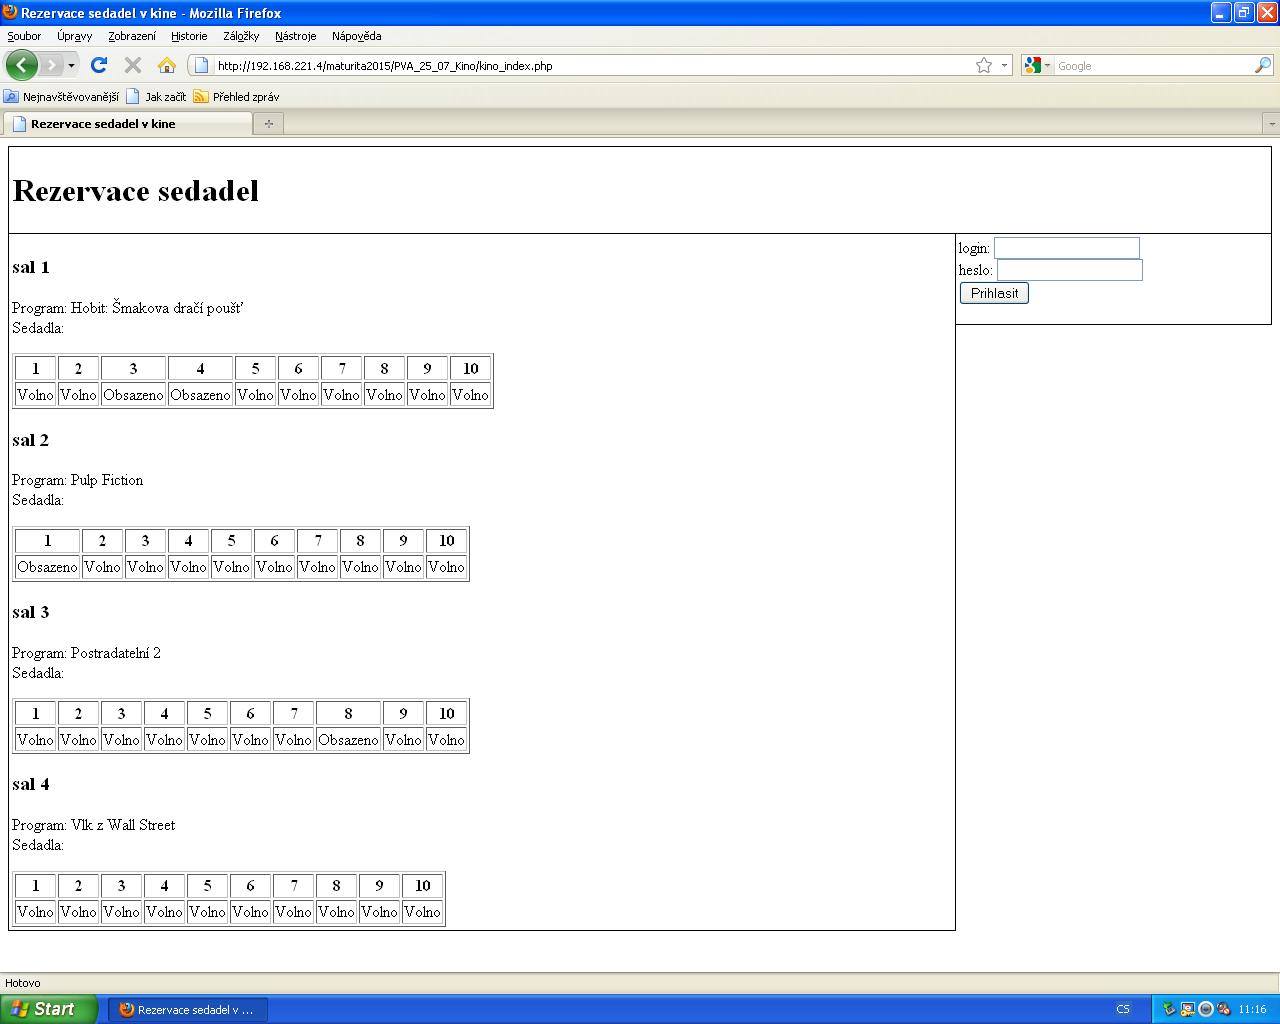 Rezervace sedadel v kine - Mozilla Firefox
Soubor Úpravy Zobrazení Historie Záložky Nástroje Nápověda
http://192.168.221.4/maturita2015/PVA_25_07_Kino/kino_index.php Google
Nejnavštěvovanější Jak začít Přehled zpráv
Rezervace sedadel v kine
Rezervace sedadel
sal 1
Program: Hobit: Šmakova dračí poušť
Sedadla:
1 2 3 4 5 6 7 8 9 10
Volno Volno Obsazeno Obsazeno Volno Volno Volno Volno Volno Volno
sal 2
Program: Pulp Fiction
Sedadla:
1 2 3 4 5 6 7 8 9 10
Obsazeno Volno Volno Volno Volno Volno Volno Volno Volno Volno
sal 3
Program: Postradatelní 2
Sedadla:
1 2 3 4 5 6 7 8 9 10
Volno Volno Volno Volno Volno Volno Volno Obsazeno Volno Volno
sal 4
Program: Vlk z Wall Street
Sedadla:
1 2 3 4 5 6 7 8 9 10
Volno Volno Volno Volno Volno Volno Volno Volno Volno Volno
login:
heslo:
Prihlasit
Hotovo
Start Rezervace sedadel v ... CS 11:16